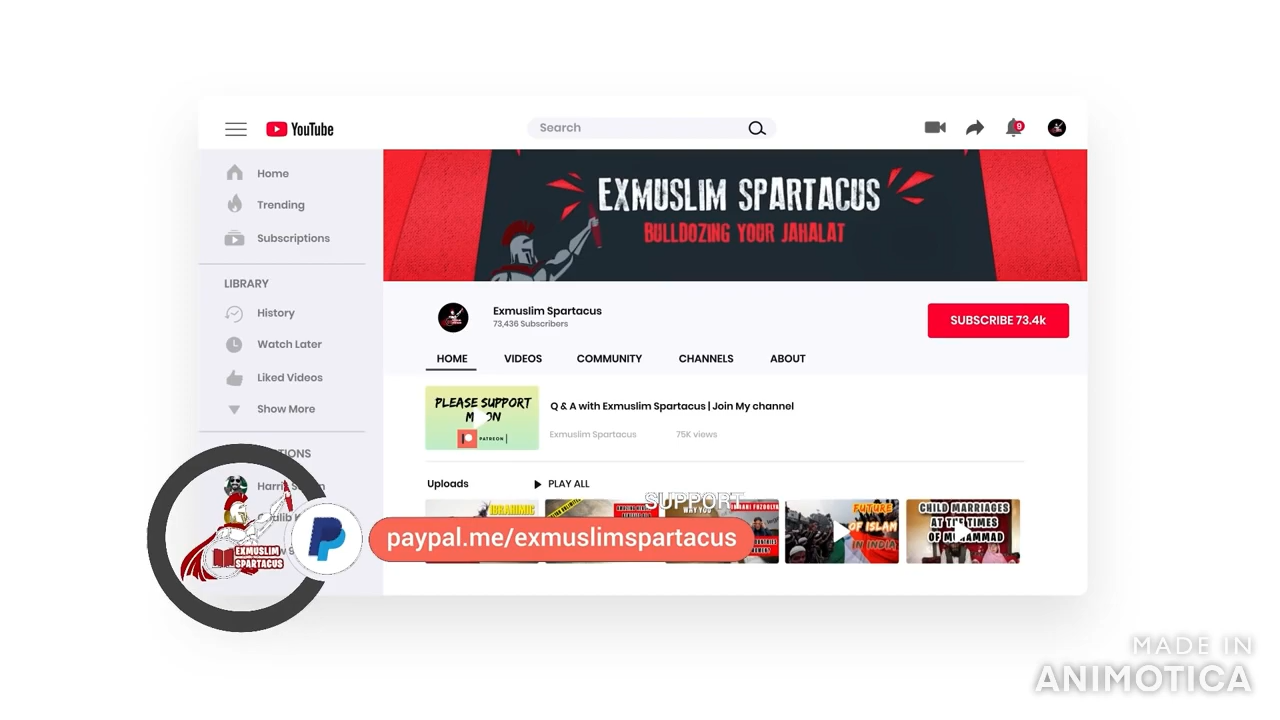 YouTube
Search
9
Home
Trending
Subscriptions
LIBRARY
History
Watch Later
Liked Videos
Show More
EXMUSLIM SPARTACUS
BULLDOZING YOUR JAHALAT
Exmuslim Spartacus
73,436 Subscribers
SUBSCRIBE 73.4k
HOME VIDEOS COMMUNITY CHANNELS ABOUT
PLEASE SUPPORT
PATREON
Q & A with Exmuslim Spartacus | Join My channel
Exmuslim Spartacus 75K views
Uploads PLAY ALL
SUPPORT
WHY YOU
FUTURE
OF ISLAM
IN INDIA
CHILD MARRIAGES
AT THE TIMES
OF MUHAMMAD
EXMUSLIM
SPARTACUS
paypal.me/exmuslimspartacus
MADE IN
ANIMOTICA